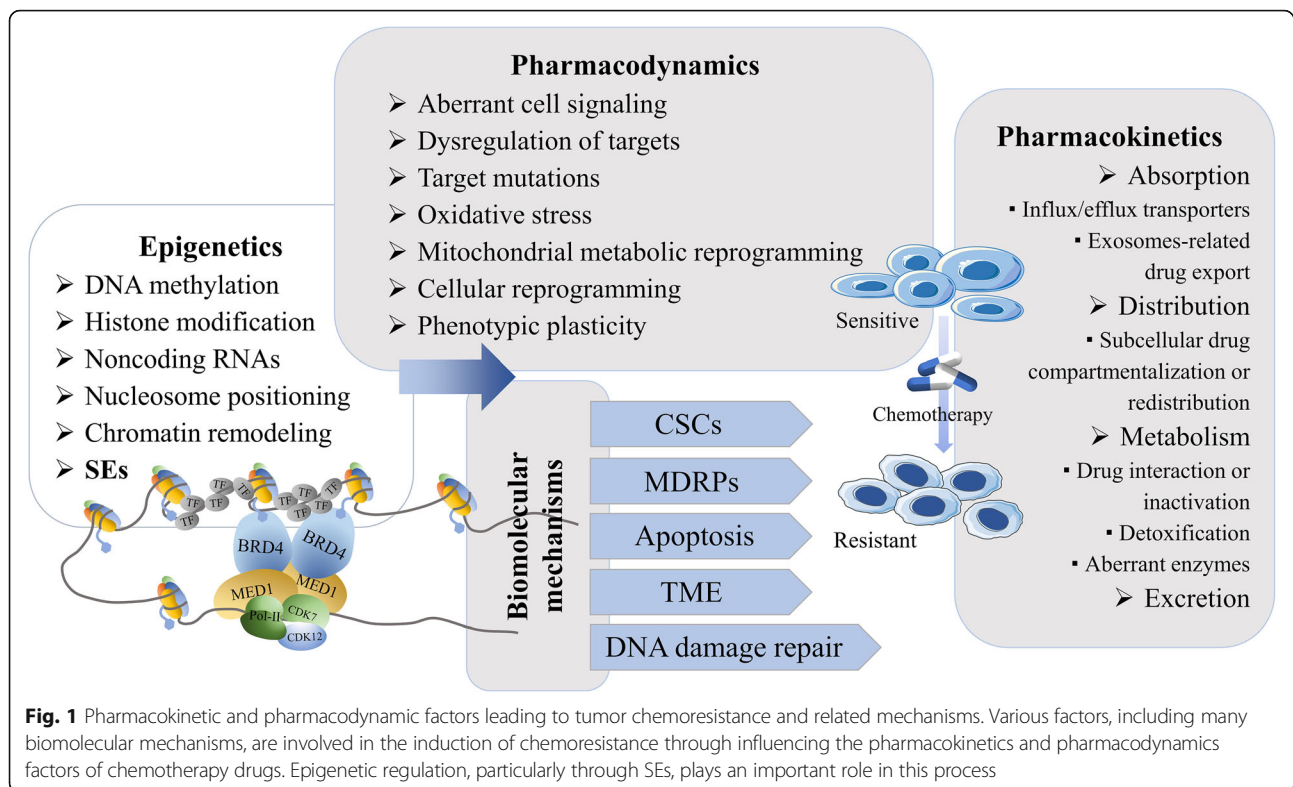 Pharmacodynamics
➤ Aberrant cell signaling
➤ Dysregulation of targets
➤ Target mutations
➤ Oxidative stress
➤ Mitochondrial metabolic reprogramming
➤ Cellular reprogramming
➤ Phenotypic plasticity
Epigenetics
➤ DNA methylation
➤ Histone modification
➤ Noncoding RNAs
➤ Nucleosome positioning
➤ Chromatin remodeling
➤ SEs
TF
TF
TF
TF
TF
TF
TF
TF
TF
TF
BRD4
BRD4
MED1
MED1
Pol-II
CDK7
CDK12
Biomolecular
mechanisms
CSCs
MDRPs
Apoptosis
TME
DNA damage repair
Sensitive
Chemotherapy
Resistant
Pharmacokinetics
➤ Absorption
▪ Influx/efflux transporters
▪ Exosomes-related
drug export
➤ Distribution
▪ Subcellular drug
compartmentalization or
redistribution
➤ Metabolism
▪ Drug interaction or
inactivation
▪ Detoxification
▪ Aberrant enzymes
➤ Excretion
Fig. 1 Pharmacokinetic and pharmacodynamic factors leading to tumor chemoresistance and related mechanisms. Various factors, including many
biomolecular mechanisms, are involved in the induction of chemoresistance through influencing the pharmacokinetics and pharmacodynamics
factors of chemotherapy drugs. Epigenetic regulation, particularly through SEs, plays an important role in this process